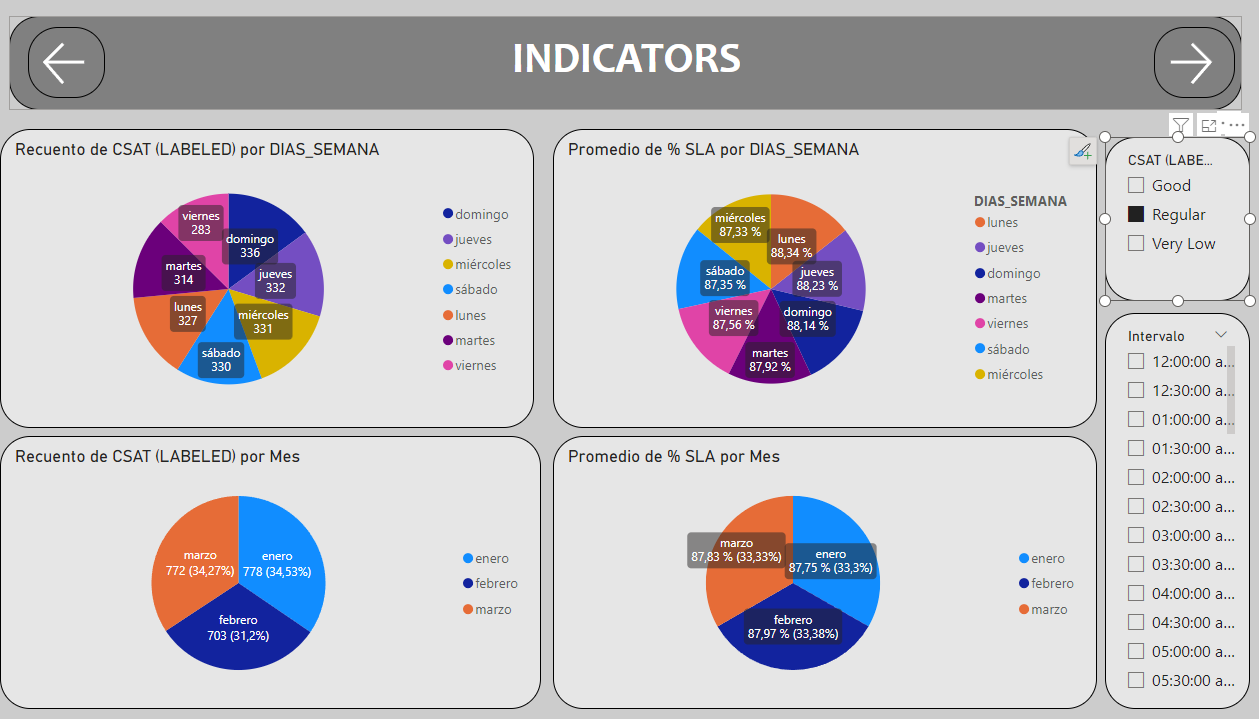 INDICATORS
Recuento de CSAT (LABELED) por DIAS_SEMANA
viernes
283
domingo
336
martes
314
jueves
332
lunes
327
miércoles
331
sábado
330
domingo
jueves
miércoles
sábado
lunes
martes
viernes
Promedio de % SLA por DIAS_SEMANA
miércoles
87,33 %
lunes
88,34 %
sábado
87,35 %
jueves
88,23 %
viernes
87,56 %
domingo
88,14 %
martes
87,92 %
DIAS_SEMANA
lunes
jueves
domingo
martes
viernes
sábado
miércoles
CSAT (LABE...
Good
Regular
Very Low
Intervalo
12:00:00 a...
12:30:00 a...
01:00:00 a...
01:30:00 a...
02:00:00 a...
02:30:00 a...
03:00:00 a...
03:30:00 a...
04:00:00 a...
04:30:00 a...
05:00:00 a...
05:30:00 a...
Recuento de CSAT (LABELED) por Mes
marzo
772 (34,27%)
enero
778 (34,53%)
febrero
703 (31,2%)
enero
febrero
marzo
Promedio de % SLA por Mes
marzo
87,83 % (33,33%)
enero
87,75 % (33,3%)
febrero
87,97 % (33,38%)
enero
febrero
marzo